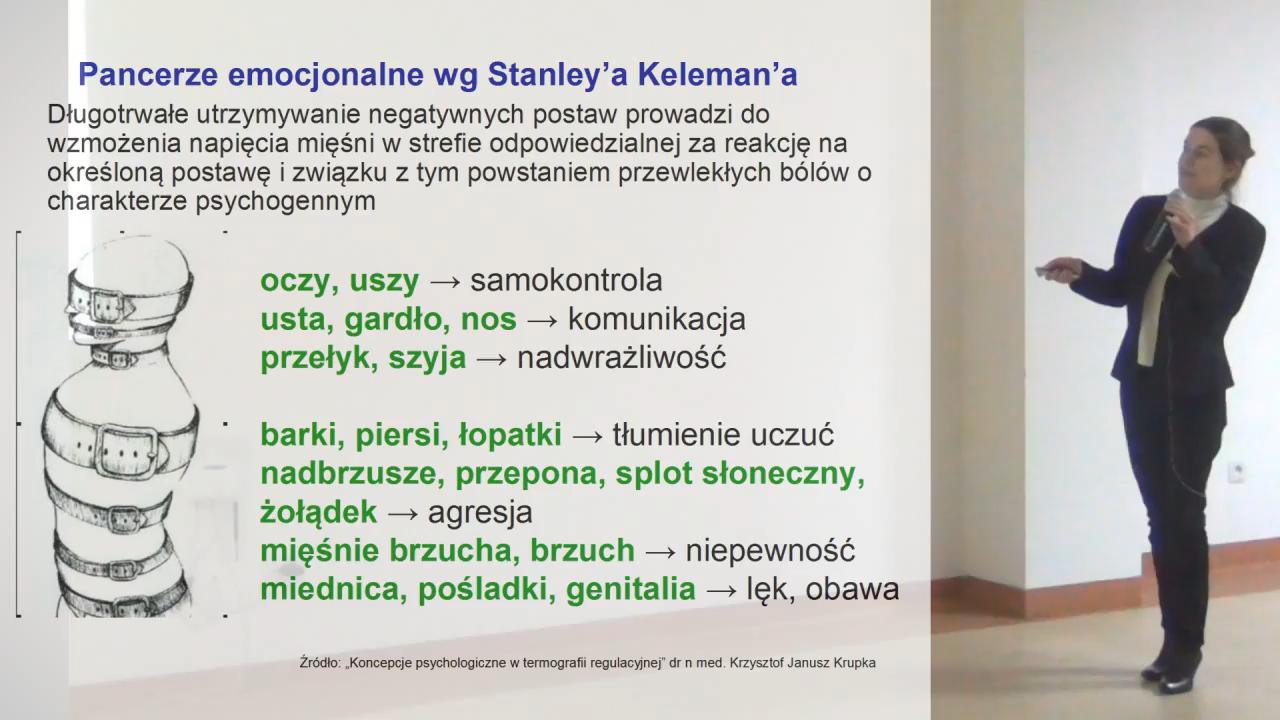 Pancerze emocjonalne wg Stanley’a Keleman’a
Długotrwałe utrzymywanie negatywnych postaw prowadzi do
wzmożenia napięcia mięśni w strefie odpowiedzialnej za reakcję na
określoną postawę i związku z tym powstaniem przewlekłych bólów o
charakterze psychogennym
oczy, uszy → samokontrola
usta, gardło, nos → komunikacja
przełyk, szyja → nadwrażliwość
barki, piersi, łopatki → tłumienie uczuć
nadbrzusze, przepona, splot słoneczny,
żołądek → agresja
mięśnie brzucha, brzuch → niepewność
miednica, pośladki, genitalia → lęk, obawa
Źródło: „Koncepcje psychologiczne w termografii regulacyjnej” dr n med. Krzysztof Janusz Krupka